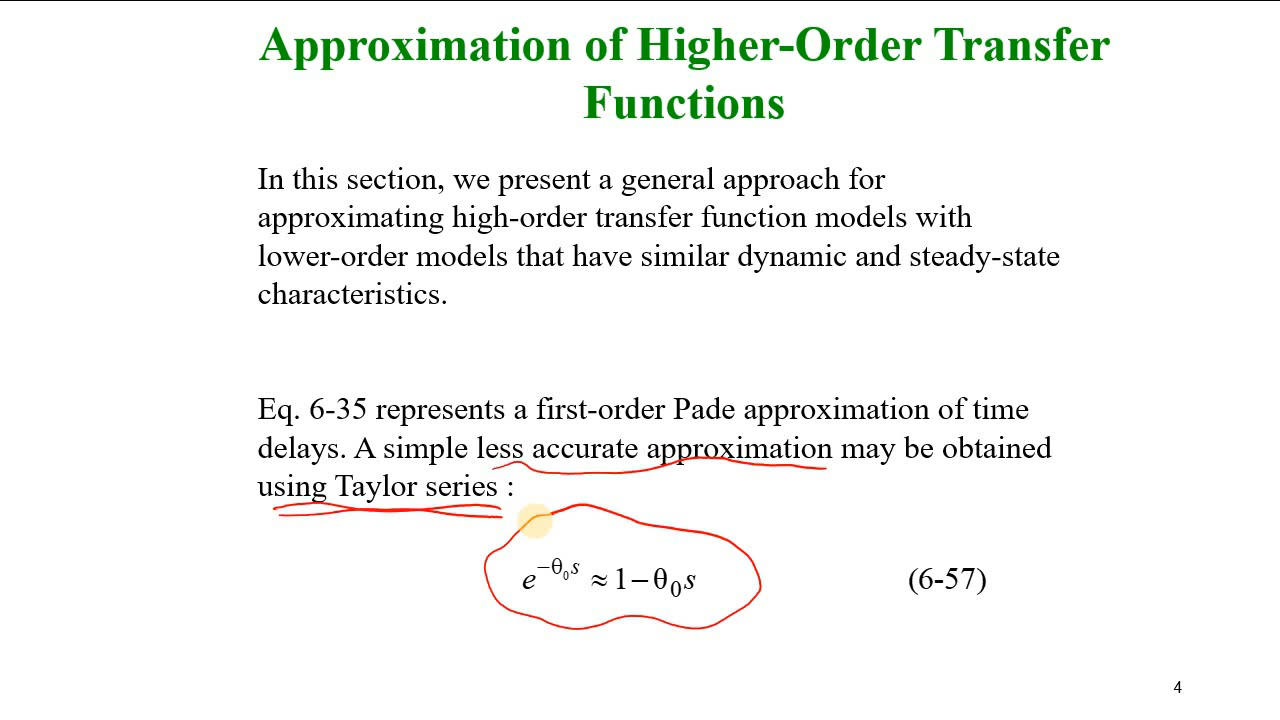 Approximation of Higher-Order Transfer
Functions
In this section, we present a general approach for
approximating high-order transfer function models with
lower-order models that have similar dynamic and steady-state
characteristics.
Eq. 6-35 represents a first-order Pade approximation of time
delays. A simple less accurate approximation may be obtained
using Taylor series :
e^{−θ₀s} ≈ 1−θ₀s (6-57)
4